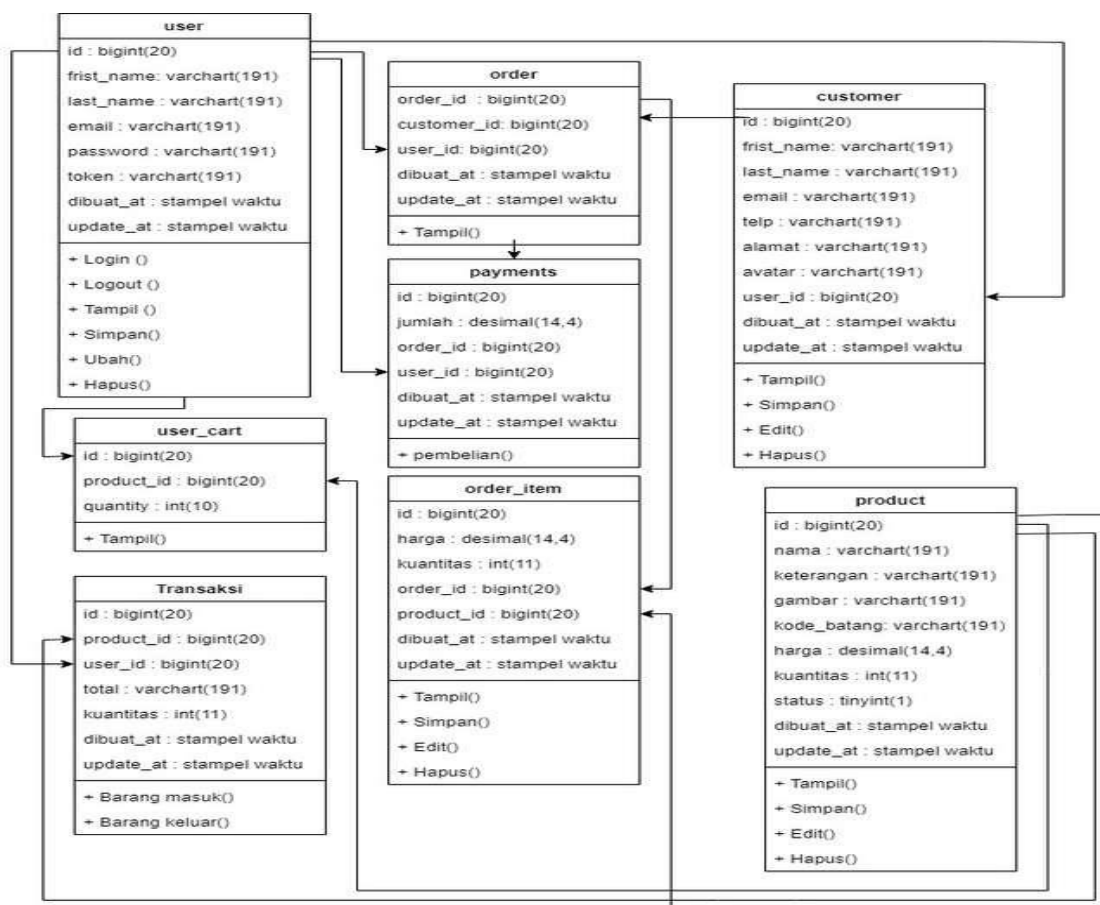 user
id : bigint(20)
frist_name: varchart(191)
last_name : varchart(191)
email : varchart(191)
password : varchart(191)
token : varchart(191)
dibuat_at : stampel waktu
update_at : stampel waktu
+ Login ()
+ Logout ()
+ Tampil ()
+ Simpan()
+ Ubah()
+ Hapus()
order
order_id : bigint(20)
customer_id: bigint(20)
user_id: bigint(20)
dibuat_at : stampel waktu
update_at : stampel waktu
+ Tampil()
customer
id : bigint(20)
frist_name: varchart(191)
last_name : varchart(191)
email : varchart(191)
telp : varchart(191)
alamat : varchart(191)
avatar : varchart(191)
user_id : bigint(20)
dibuat_at : stampel waktu
update_at : stampel waktu
+ Tampil()
+ Simpan()
+ Edit()
+ Hapus()
payments
id : bigint(20)
jumlah : desimal(14,4)
order_id : bigint(20)
user_id : bigint(20)
dibuat_at : stampel waktu
update_at : stampel waktu
+ pembelian()
user_cart
id : bigint(20)
product_id : bigint(20)
quantity : int(10)
+ Tampil()
order_item
id : bigint(20)
harga : desimal(14,4)
kuantitas : int(11)
order_id : bigint(20)
product_id : bigint(20)
dibuat_at : stampel waktu
update_at : stampel waktu
+ Tampil()
+ Simpan()
+ Edit()
+ Hapus()
product
id : bigint(20)
nama : varchart(191)
keterangan : varchart(191)
gambar : varchart(191)
kode_batang: varchart(191)
harga : desimal(14,4)
kuantitas : int(11)
status : tinyint(1)
dibuat_at : stampel waktu
update_at : stampel waktu
+ Tampil()
+ Simpan()
+ Edit()
+ Hapus()
Transaksi
id : bigint(20)
product_id : bigint(20)
user_id : bigint(20)
total : varchart(191)
kuantitas : int(11)
dibuat_at : stampel waktu
update_at : stampel waktu
+ Barang masuk()
+ Barang keluar()